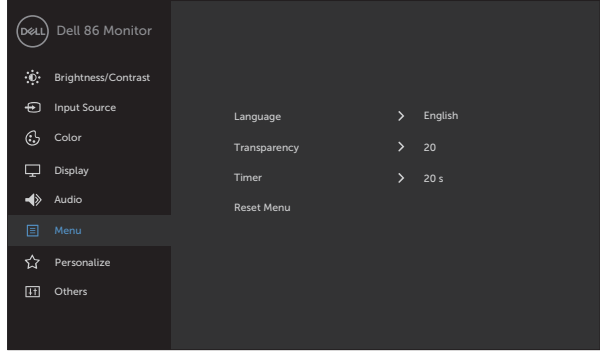 DELL Dell 86 Monitor
Brightness/Contrast
Input Source
Color
Display
Audio
Menu
Personalize
Others
Language English
Transparency 20
Timer 20 s
Reset Menu